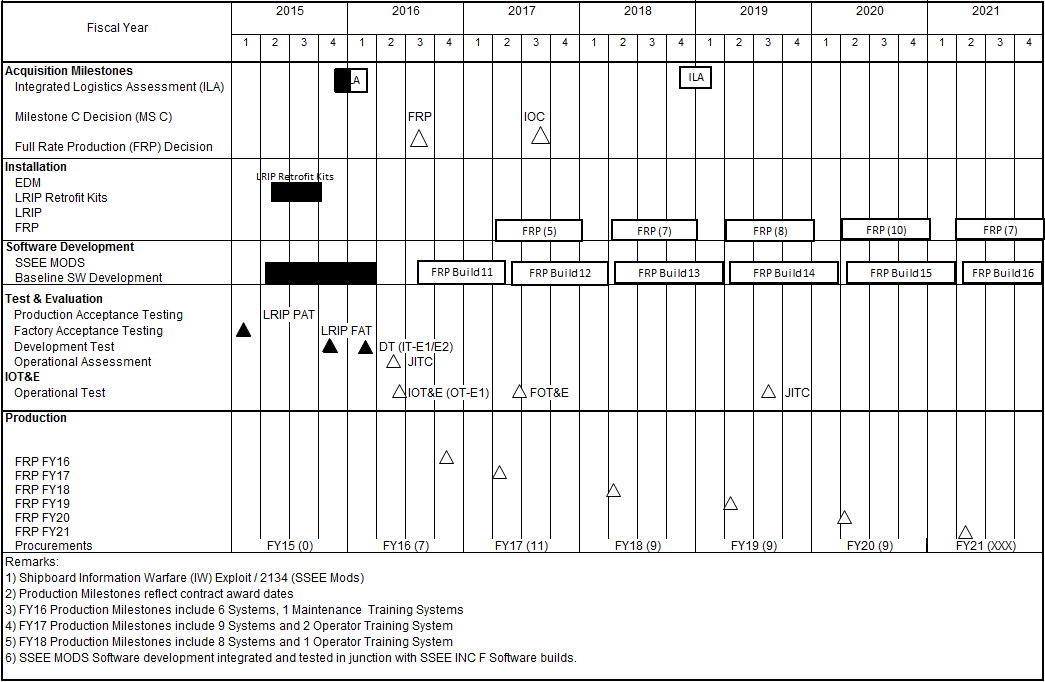 Fiscal Year 2015 2016 2017 2018 2019 2020 2021
1 2 3 4 1 2 3 4 1 2 3 4 1 2 3 4 1 2 3 4 1 2 3 4 1 2 3 4
Acquisition Milestones
Integrated Logistics Assessment (ILA) LA ILA
Milestone C Decision (MS C) FRP IOC
Full Rate Production (FRP) Decision
Installation
LRIP Retrofit Kits
EDM
LRIP Retrofit Kits
LRIP
FRP FRP (5) FRP (7) FRP (8) FRP (10) FRP (7)
Software Development
SSEE MODS
Baseline SW Development FRP Build 11 FRP Build 12 FRP Build 13 FRP Build 14 FRP Build 15 FRP Build 16
Test & Evaluation
Production Acceptance Testing LRIP PAT
Factory Acceptance Testing LRIP FAT
Development Test DT (IT-E1/E2)
Operational Assessment JITC
IOT&E
Operational Test IOT&E (OT-E1) FOT&E JITC
Production
FRP FY16
FRP FY17
FRP FY18
FRP FY19
FRP FY20
FRP FY21
Procurements FY15 (0) FY16 (7) FY17 (11) FY18 (9) FY19 (9) FY20 (9) FY21 (XXX)
Remarks:
1) Shipboard Information Warfare (IW) Exploit / 2134 (SSEE Mods)
2) Production Milestones reflect contract award dates
3) FY16 Production Milestones include 6 Systems, 1 Maintenance Training Systems
4) FY17 Production Milestones include 9 Systems and 2 Operator Training System
5) FY18 Production Milestones include 8 Systems and 1 Operator Training System
6) SSEE MODS Software development integrated and tested in junction with SSEE INC F Software builds.